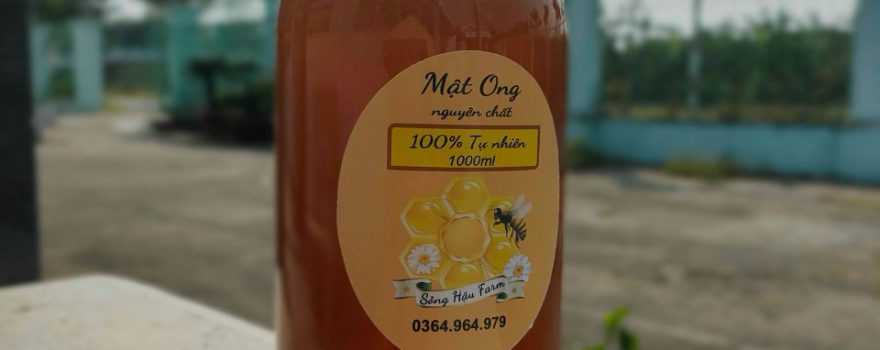 Mật Ong
nguyên chất
100% Tự nhiên
1000ml
Sông Hậu Farm
0364.964.979